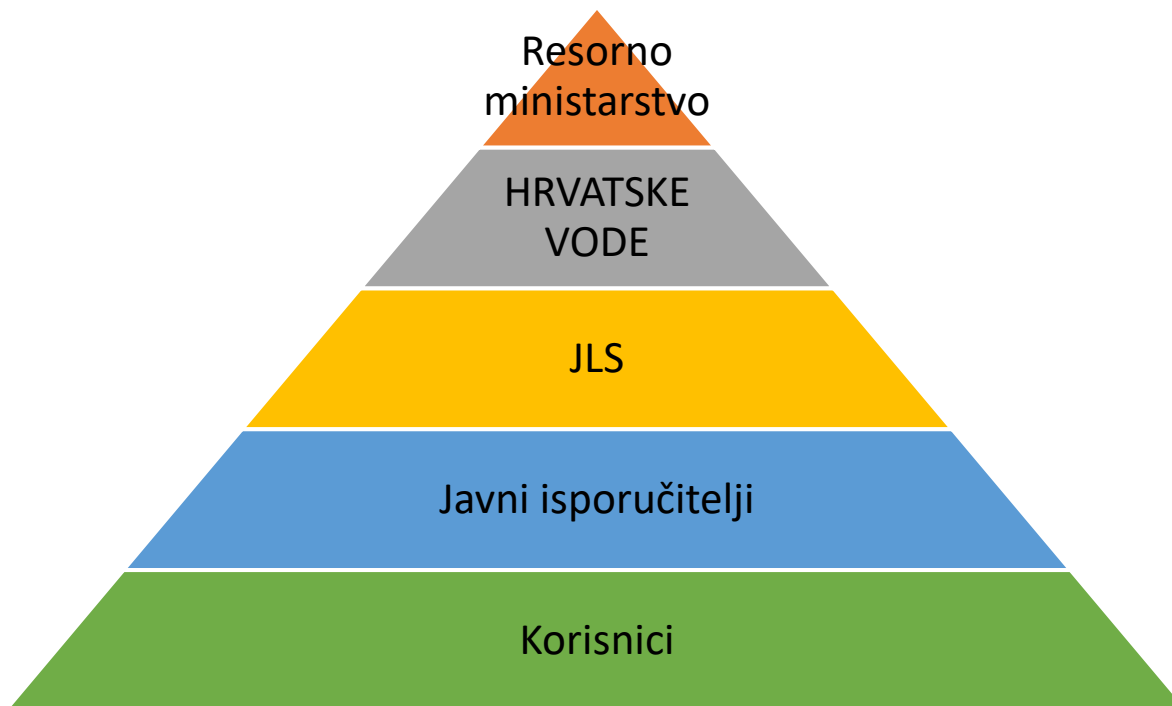 Resorno
ministarstvo
HRVATSKE
VODE
JLS
Javni isporučitelji
Korisnici